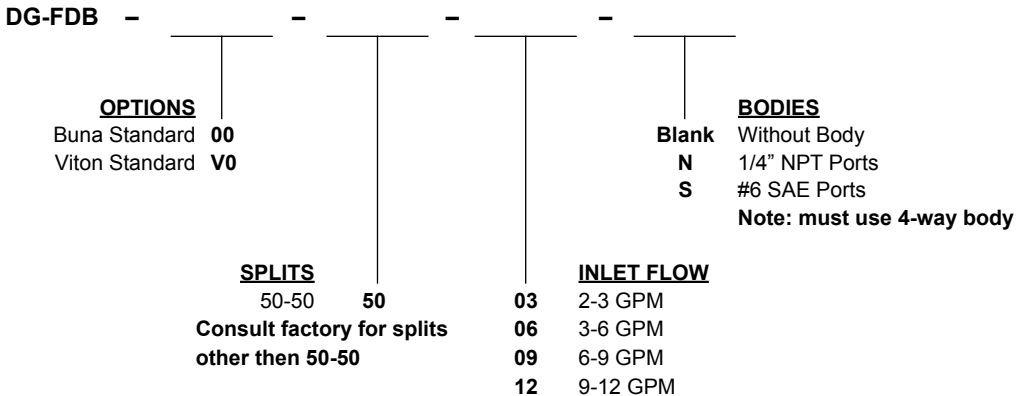 DG-FDB – – – –
OPTIONS
Buna Standard 00
Viton Standard V0
BODIES
Blank Without Body
N 1/4” NPT Ports
S #6 SAE Ports
Note: must use 4-way body
SPLITS
50-50 50
Consult factory for splits
other then 50-50
INLET FLOW
03 2-3 GPM
06 3-6 GPM
09 6-9 GPM
12 9-12 GPM